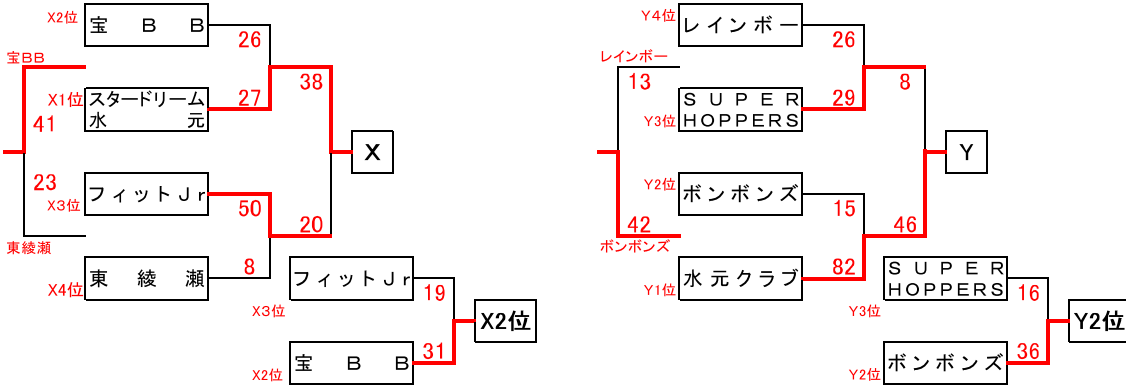 X2位
宝 B B
26
宝BB
38
X1位
スタードリーム
水 元
27
41
X
23
X3位
フィットJr
50
20
東綾瀬
X4位
東 綾 瀬
8
フィットJr
19
X3位
X2位
宝 B B
31
X2位
Y4位
レインボー
26
レインボー
13
8
SUPER
HOPPERS
29
Y3位
Y
Y2位
ボンボンズ
15
42
46
ボンボンズ
Y1位
水元クラブ
82
SUPER
HOPPERS
16
Y3位
Y2位
ボンボンズ
36
Y2位